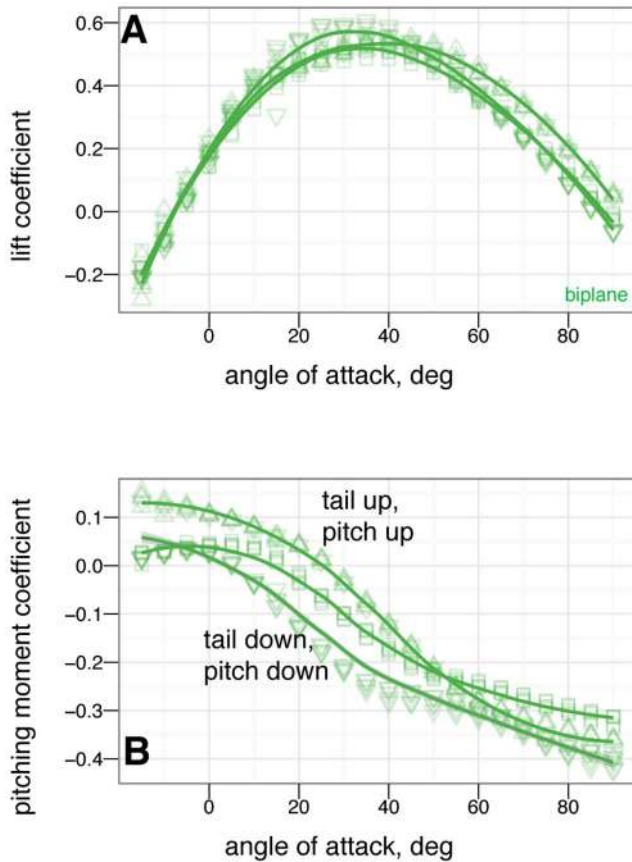 A
0.6
0.4
0.2
0.0
−0.2
lift coefficient
biplane
0 20 40 60 80
angle of attack, deg
tail up,
pitch up
0.1
0.0
−0.1
−0.2
−0.3
−0.4
pitching moment coefficient
tail down,
pitch down
B
0 20 40 60 80
angle of attack, deg